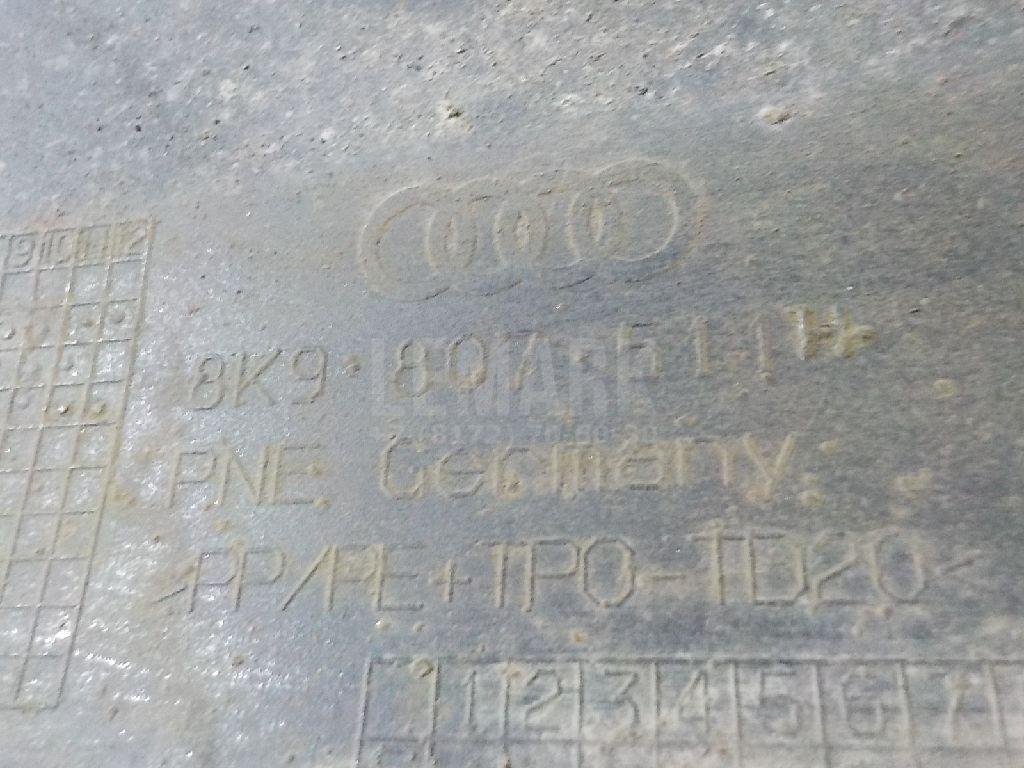 9 10 11 12
8K9·807·511
PNE Germany
>PP/PE+TPO-TD20<
LEMARK
1 2 3 4 5 6 7